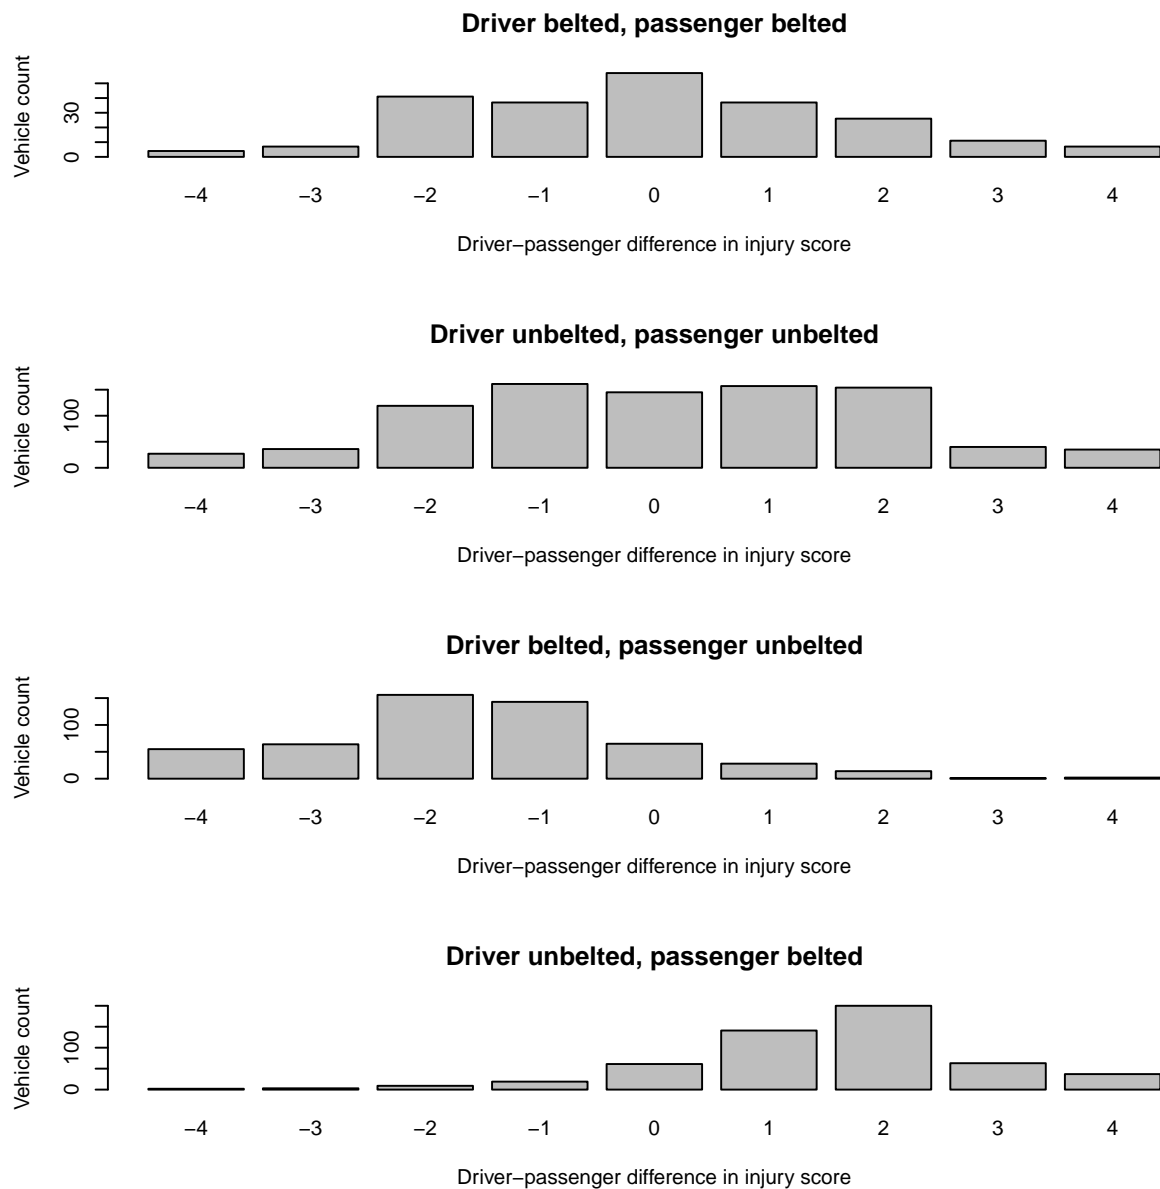 Driver belted, passenger belted
Vehicle count
0 30
−4 −3 −2 −1 0 1 2 3 4
Driver−passenger difference in injury score
Driver unbelted, passenger unbelted
Vehicle count
0 100
−4 −3 −2 −1 0 1 2 3 4
Driver−passenger difference in injury score
Driver belted, passenger unbelted
Vehicle count
0 100
−4 −3 −2 −1 0 1 2 3 4
Driver−passenger difference in injury score
Driver unbelted, passenger belted
Vehicle count
0 100
−4 −3 −2 −1 0 1 2 3 4
Driver−passenger difference in injury score